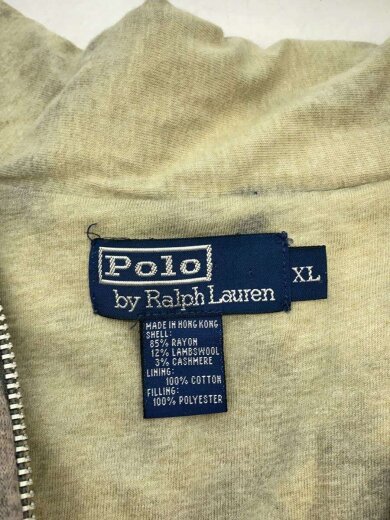 Polo
by Ralph Lauren
XL
MADE IN HONG KONG
SHELL:
85% RAYON
12% LAMBSWOOL
3% CASHMERE
LINING:
100% COTTON
FILLING:
100% POLYESTER